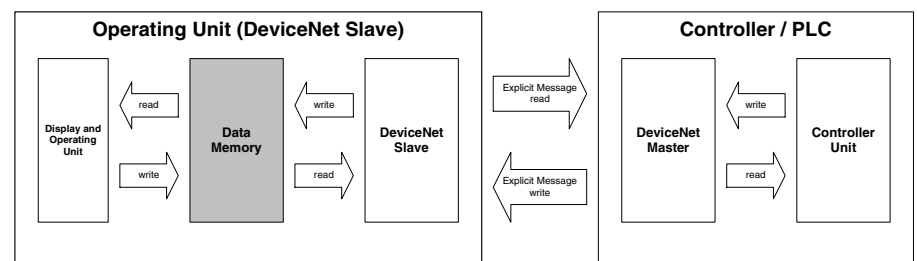 Operating Unit (DeviceNet Slave)
Controller / PLC
Display and
Operating
Unit
read
write
Data
Memory
write
read
DeviceNet
Slave
Explicit Message
read
Explicit Message
write
DeviceNet
Master
write
read
Controller
Unit